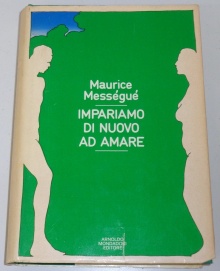 Maurice
Mességué
IMPARIAMO
DI NUOVO
AD AMARE
ARNOLDO
MONDADORI
EDITORE